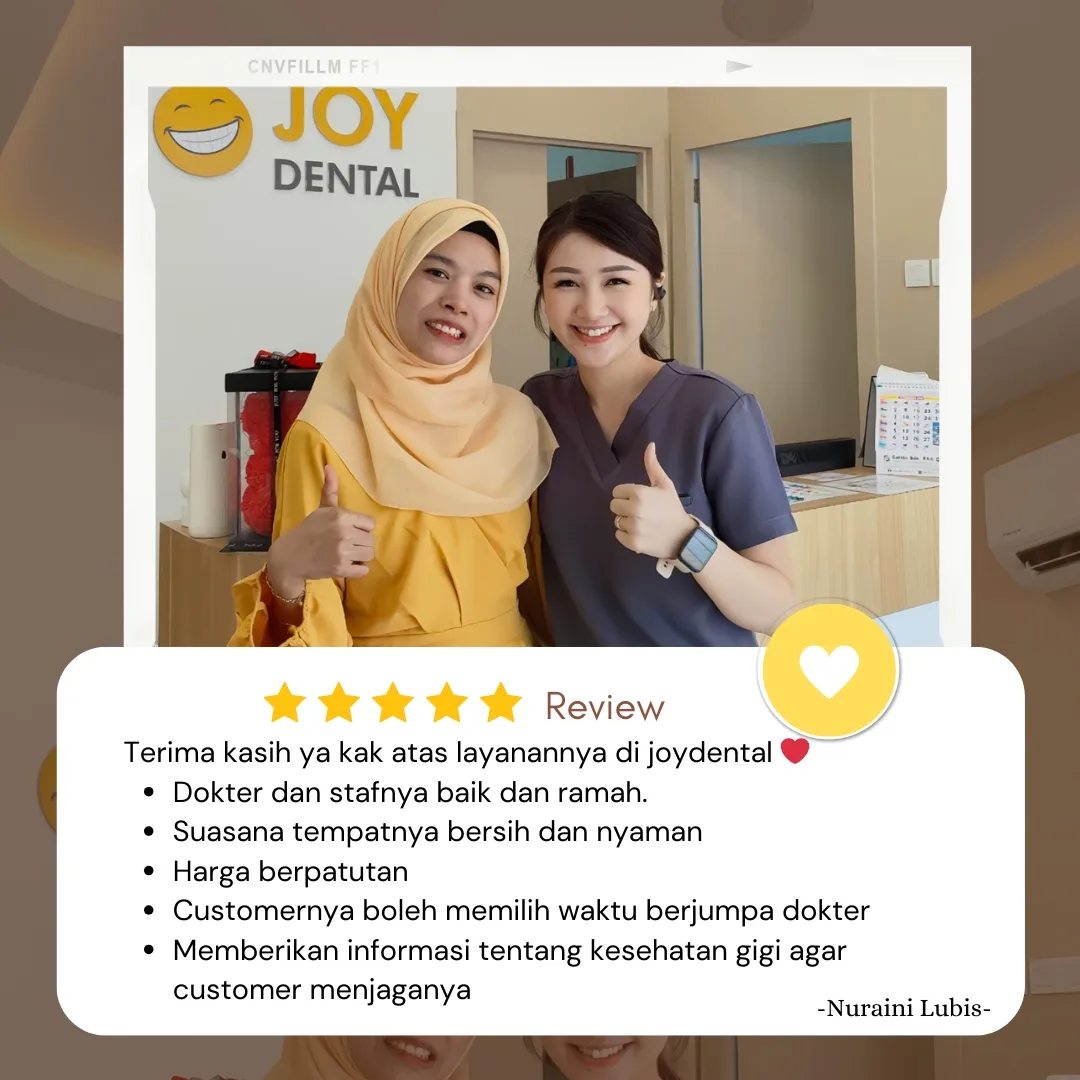 CNVFILLM FF1
JOY
DENTAL
Review
Terima kasih ya kak atas layanannya di joydental ❤️
• Dokter dan stafnya baik dan ramah.
• Suasana tempatnya bersih dan nyaman
• Harga berpatutan
• Customernya boleh memilih waktu berjumpa dokter
• Memberikan informasi tentang kesehatan gigi agar
customer menjaganya
-Nuraini Lubis-